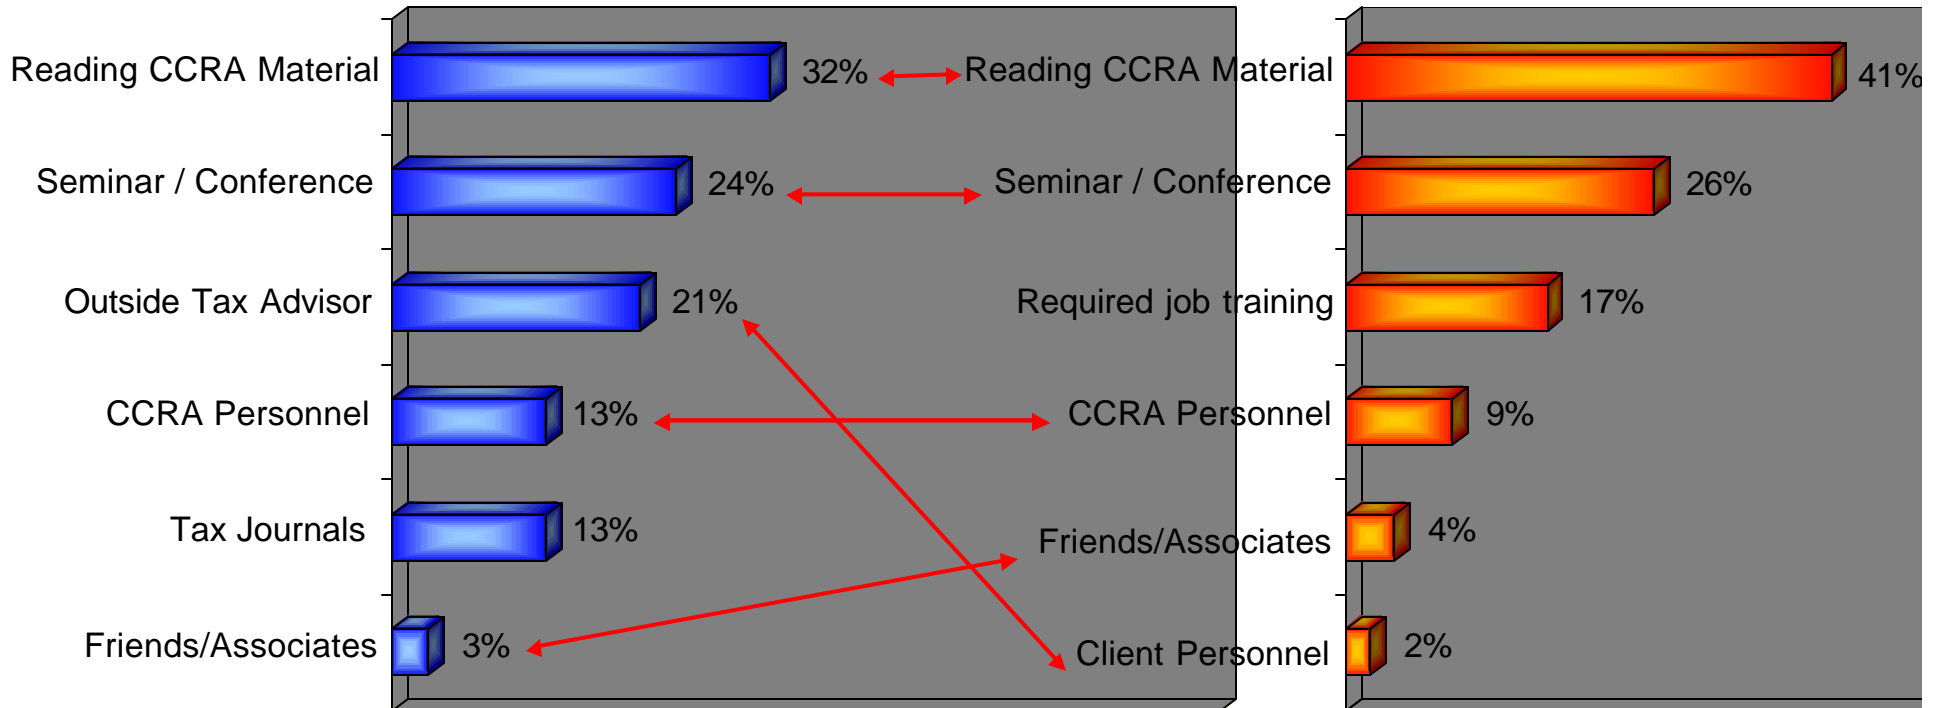 Reading CCRA Material 32% Reading CCRA Material 41%
Seminar / Conference 24% Seminar / Conference 26%
Outside Tax Advisor 21% Required job training 17%
CCRA Personnel 13% CCRA Personnel 9%
Tax Journals 13% Friends/Associates 4%
Friends/Associates 3% Client Personnel 2%